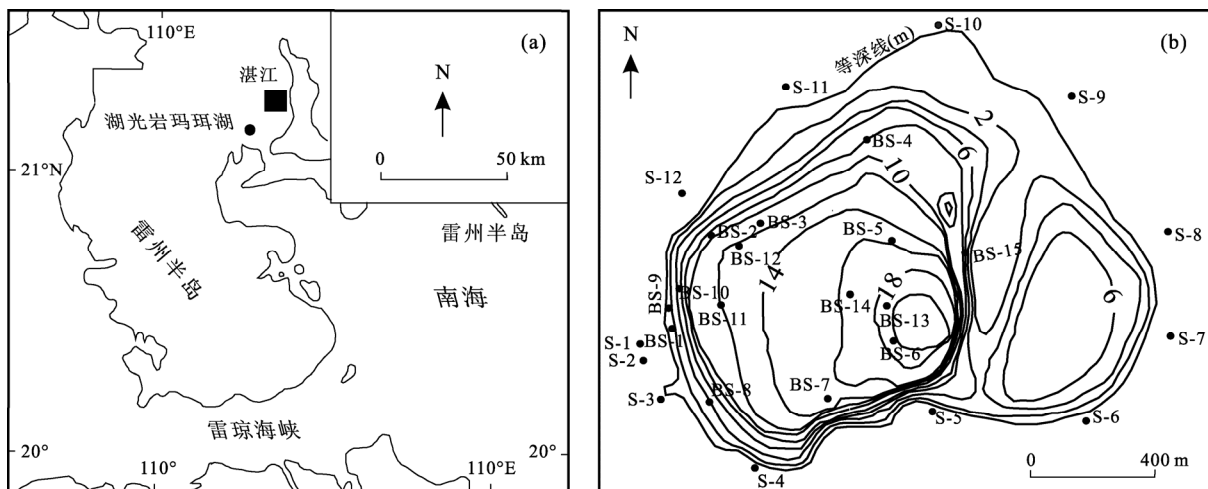 110°E
(a)
湛江
N
湖光岩玛珥湖
0 50 km
21°N
雷州半岛
雷州半岛
南海
雷琼海峡
20°
20°
110°
110°E
(b)
N
等深线(m)
S-10
S-11
S-9
2
BS-4
6
10
S-12
BS-3
BS-2
BS-5
S-8
BS-12
BS-15
14
BS-9
BS-10
BS-14
18
6
BS-11
BS-13
S-1
BS-1
S-7
S-2
BS-6
BS-7
BS-8
S-3
S-5
S-6
S-4
0 400 m